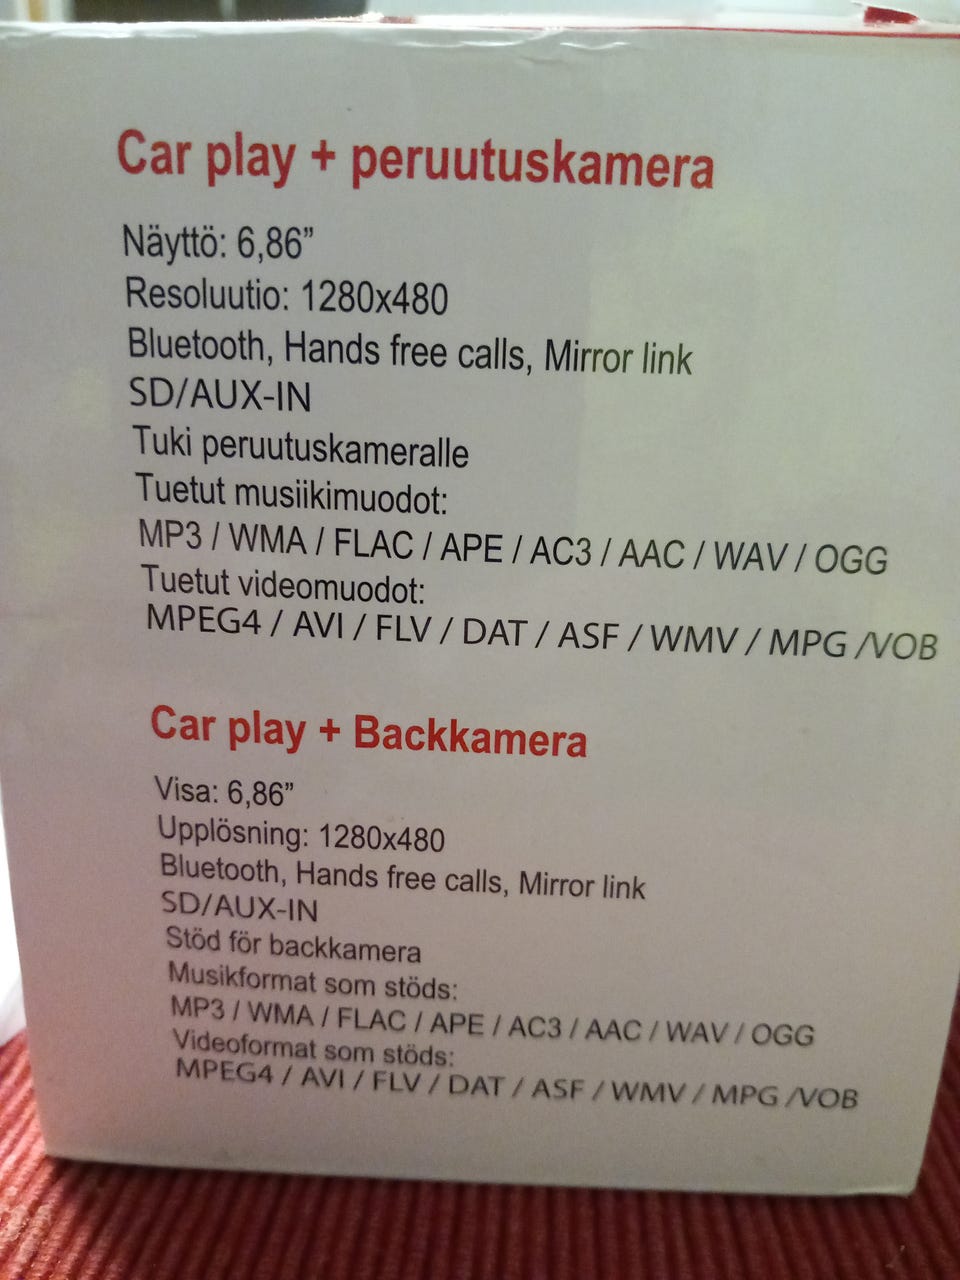 Car play + peruutuskamera
Näyttö: 6,86”
Resoluutio: 1280x480
Bluetooth, Hands free calls, Mirror link
SD/AUX-IN
Tuki peruutuskameralle
Tuetut musiikimuodot:
MP3 / WMA / FLAC / APE / AC3 / AAC / WAV / OGG
Tuetut videomuodot:
MPEG4 / AVI / FLV / DAT / ASF / WMV / MPG /VOB
Car play + Backkamera
Visa: 6,86”
Upplösning: 1280x480
Bluetooth, Hands free calls, Mirror link
SD/AUX-IN
Stöd för backkamera
Musikformat som stöds:
MP3 / WMA / FLAC / APE / AC3 / AAC / WAV / OGG
Videoformat som stöds:
MPEG4 / AVI / FLV / DAT / ASF / WMV / MPG /VOB